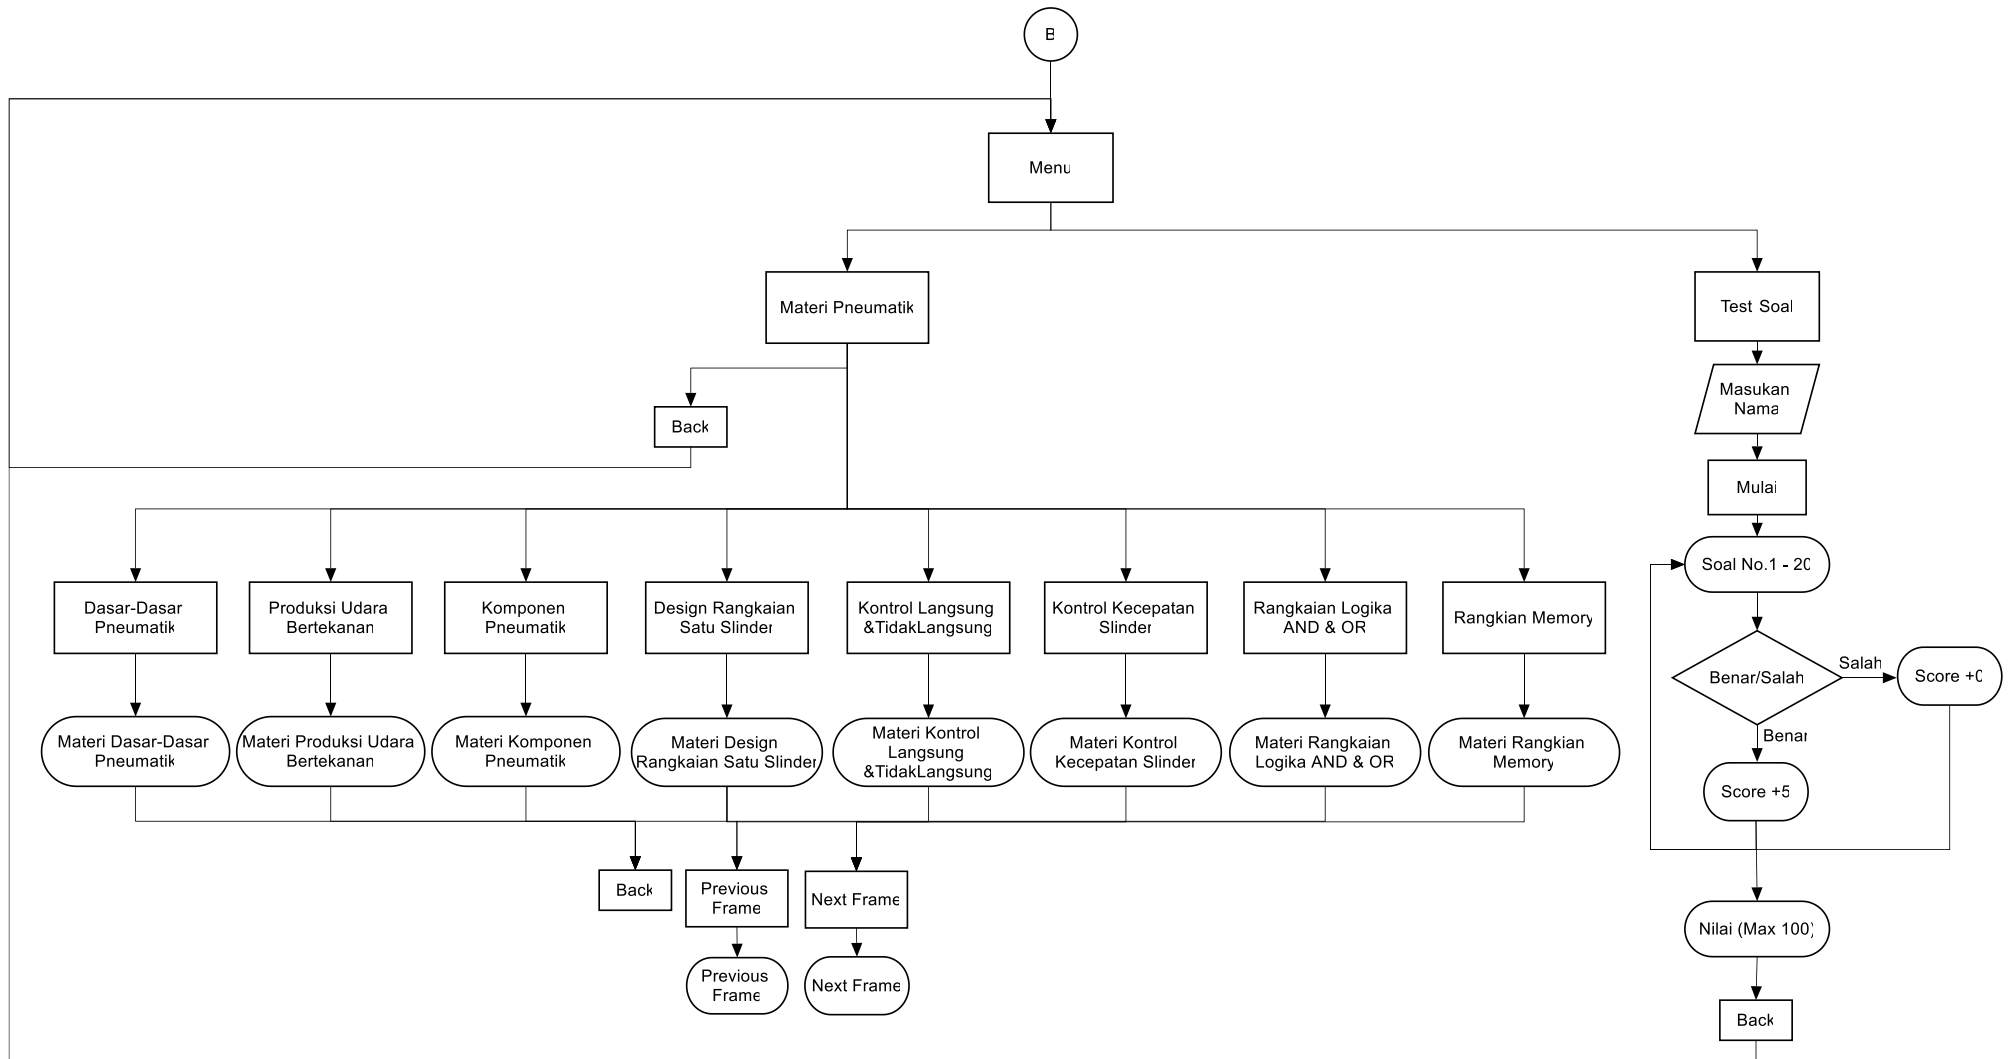 B
Menu
Materi Pneumatik
Test Soal
Masukan
Nama
Back
Mulai
Soal No.1 - 20
Dasar-Dasar
Pneumatik
Produksi Udara
Bertekanan
Komponen
Pneumatik
Design Rangkaian
Satu Slinder
Kontrol Langsung
&TidakLangsung
Kontrol Kecepatan
Slinder
Rangkaian Logika
AND & OR
Rangkian Memory
Benar/Salah
Salah
Score +0
Benar
Materi Dasar-Dasar
Pneumatik
Materi Produksi Udara
Bertekanan
Materi Komponen
Pneumatik
Materi Design
Rangkaian Satu Slinder
Materi Kontrol
Langsung
&TidakLangsung
Materi Kontrol
Kecepatan Slinder
Materi Rangkaian
Logika AND & OR
Materi Rangkian
Memory
Score +5
Back
Previous
Frame
Next Frame
Nilai (Max 100)
Previous
Frame
Next Frame
Back